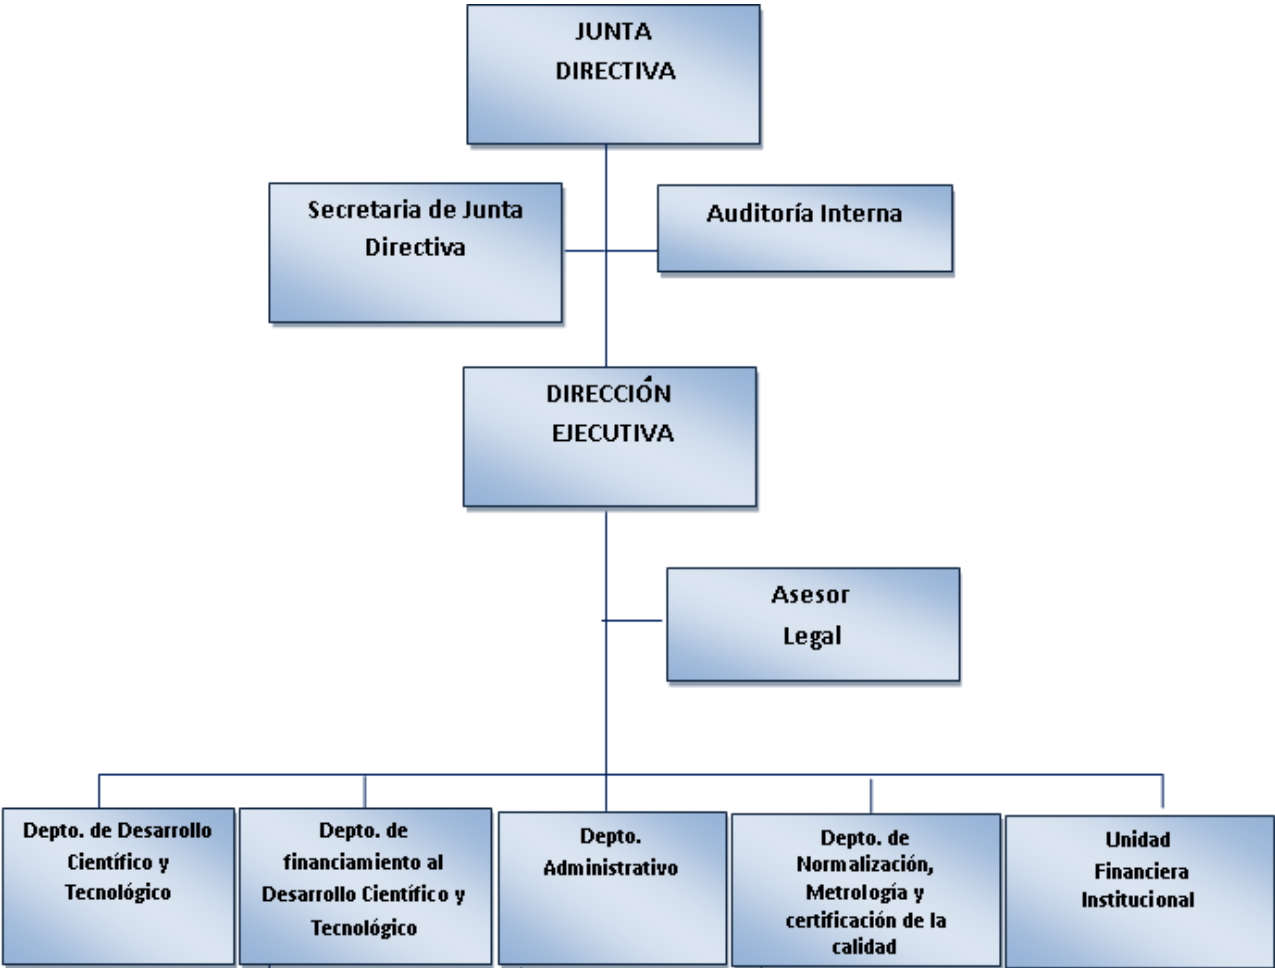 JUNTA
DIRECTIVA
Secretaria de Junta
Directiva
Auditoría Interna
DIRECCIÓN
EJECUTIVA
Asesor
Legal
Depto. de Desarrollo
Científico y
Tecnológico
Depto. de
financiamiento al
Desarrollo Científico y
Tecnológico
Depto.
Administrativo
Depto. de
Normalización,
Metrología y
certificación de la
calidad
Unidad
Financiera
Institucional